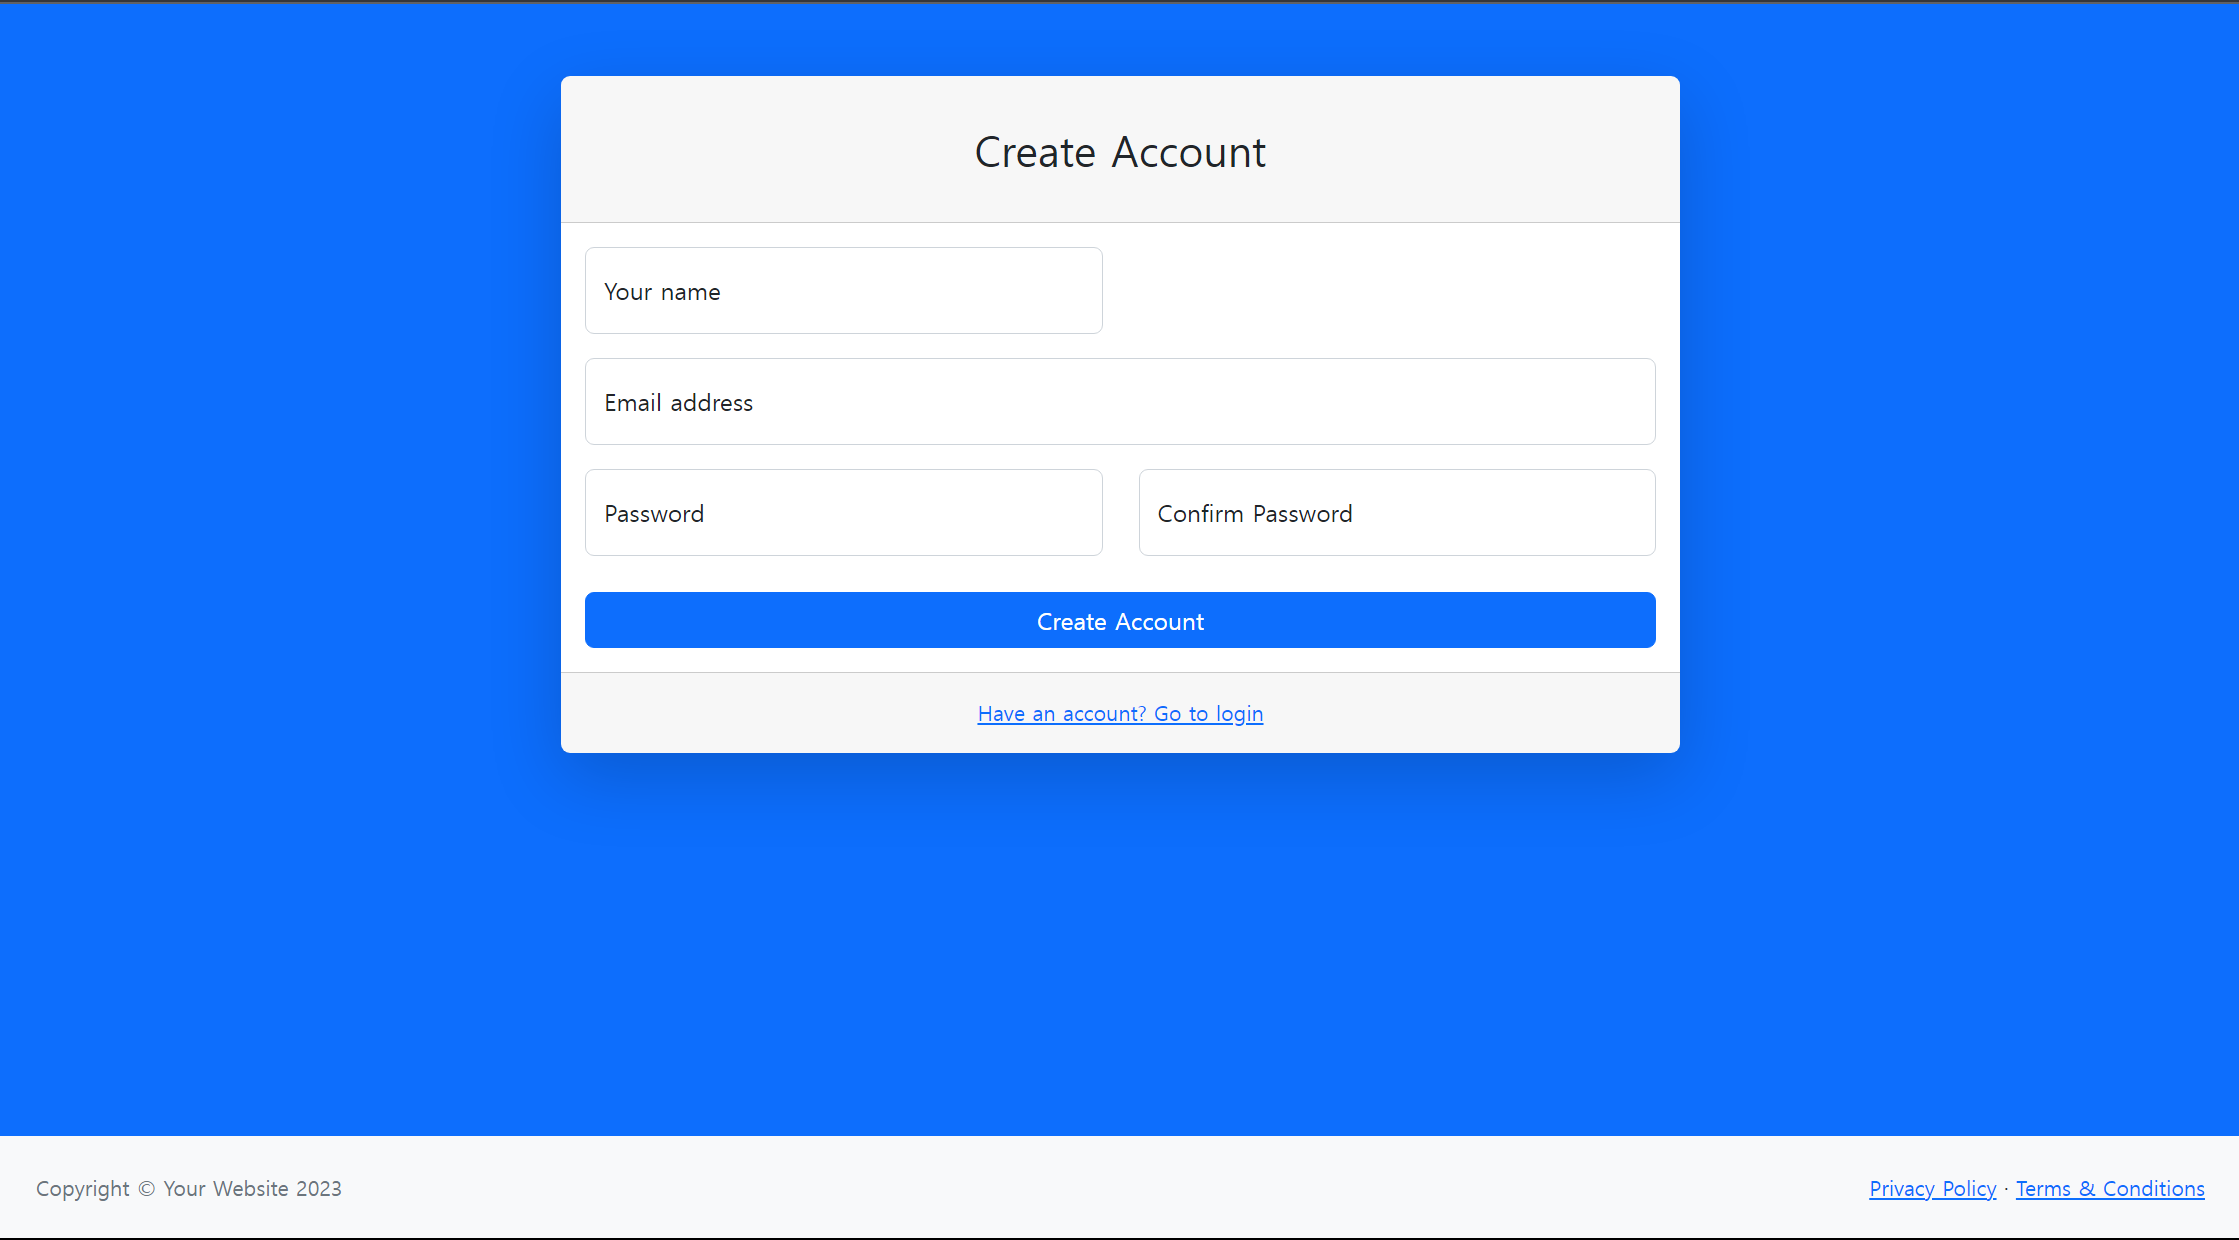 Create Account
Your name
Email address
Password
Confirm Password
Create Account
Have an account? Go to login
Copyright © Your Website 2023
Privacy Policy · Terms & Conditions